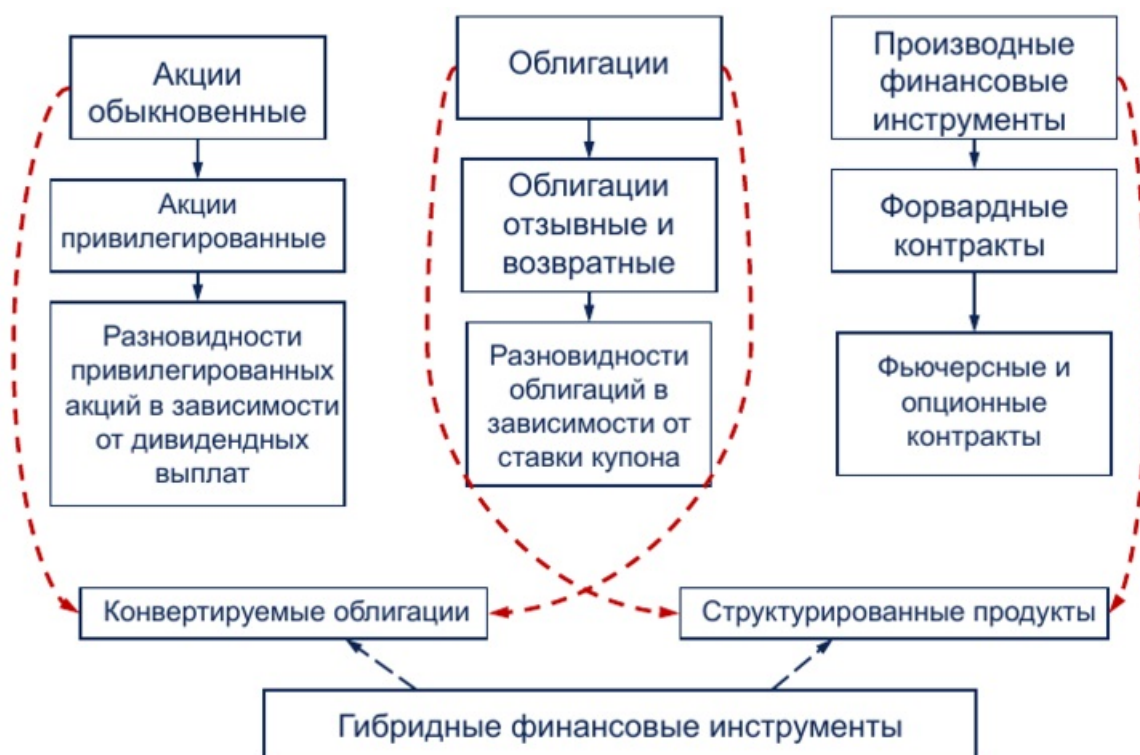 Акции
обыкновенные
Акции
привилегированные
Разновидности
привилегированных
акций в зависимости
от дивидендных
выплат
Облигации
Облигации
отзывные и
возвратные
Разновидности
облигаций в
зависимости от
ставки купона
Производные
финансовые
инструменты
Форвардные
контракты
Фьючерсные и
опционные
контракты
Конвертируемые облигации
Структурированные продукты
Гибридные финансовые инструменты